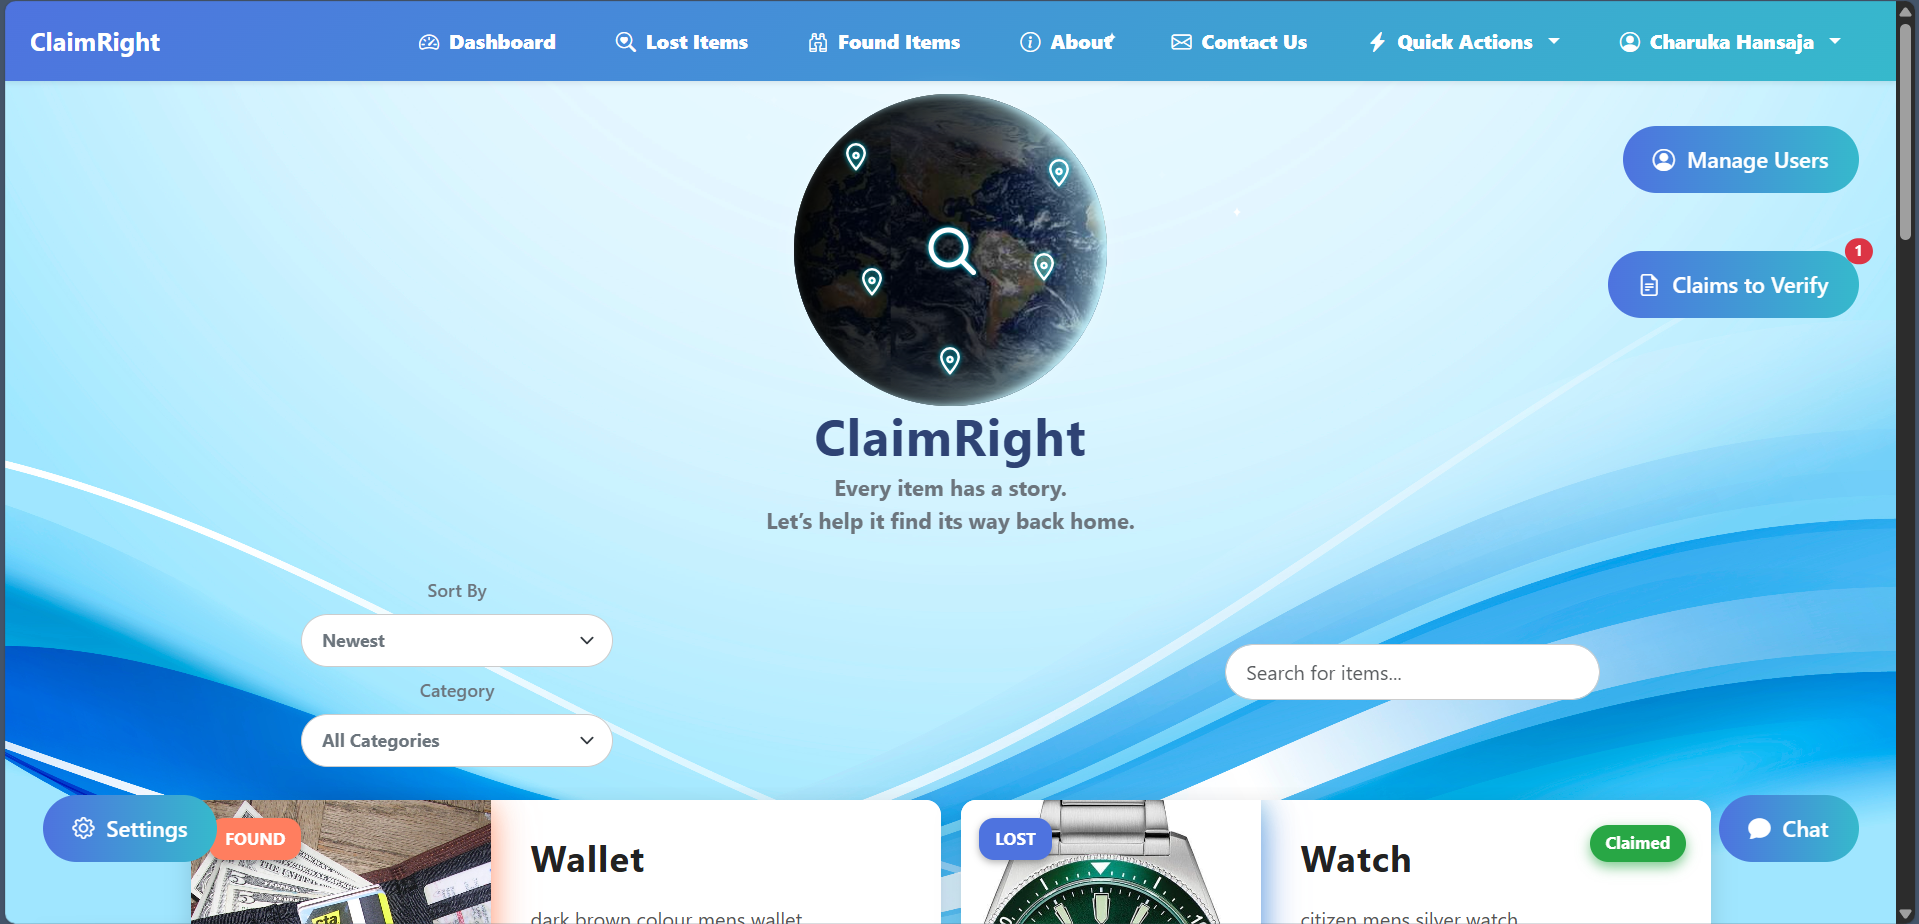 ClaimRight
Dashboard
Lost Items
Found Items
About
Contact Us
Quick Actions
Charuka Hansaja
Manage Users
1
Claims to Verify
ClaimRight
Every item has a story.
Let’s help it find its way back home.
Sort By
Newest
Search for items...
Category
All Categories
Settings
FOUND
Wallet
dark brown colour mens wallet
LOST
Watch
Claimed
citizen mens silver watch
Chat